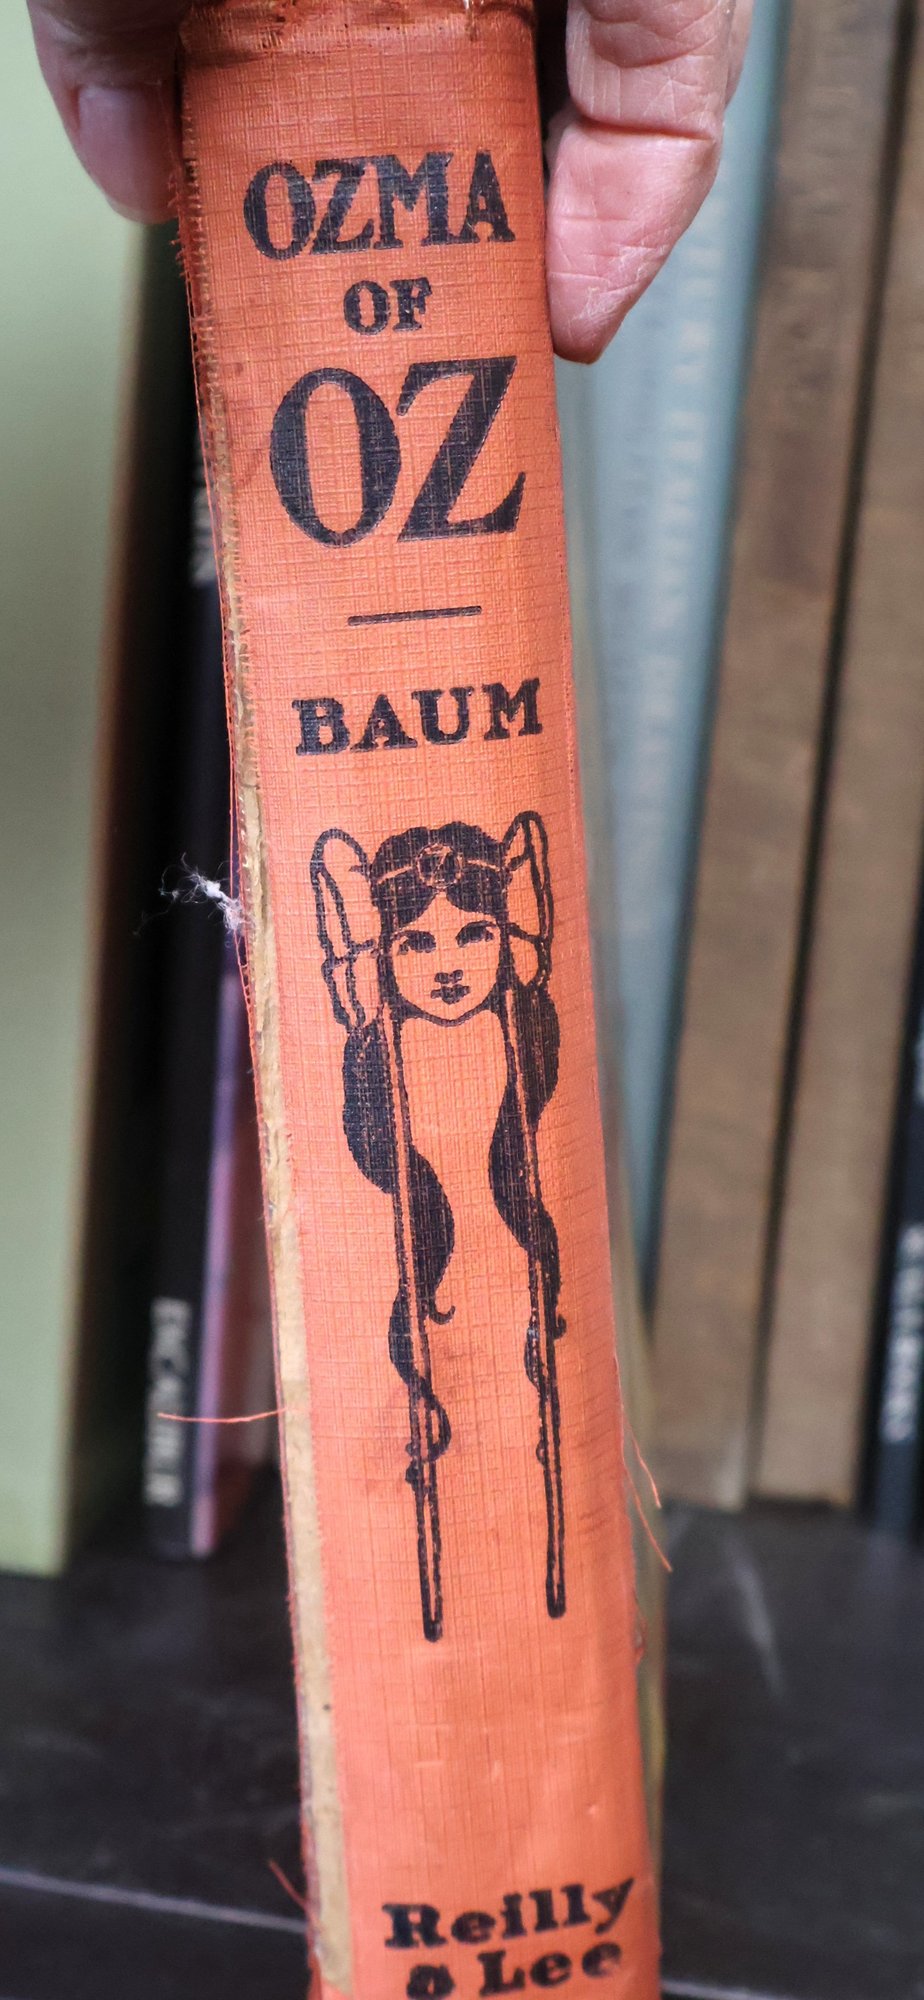 OZMA
OF
OZ
BAUM
Reilly
& Lee